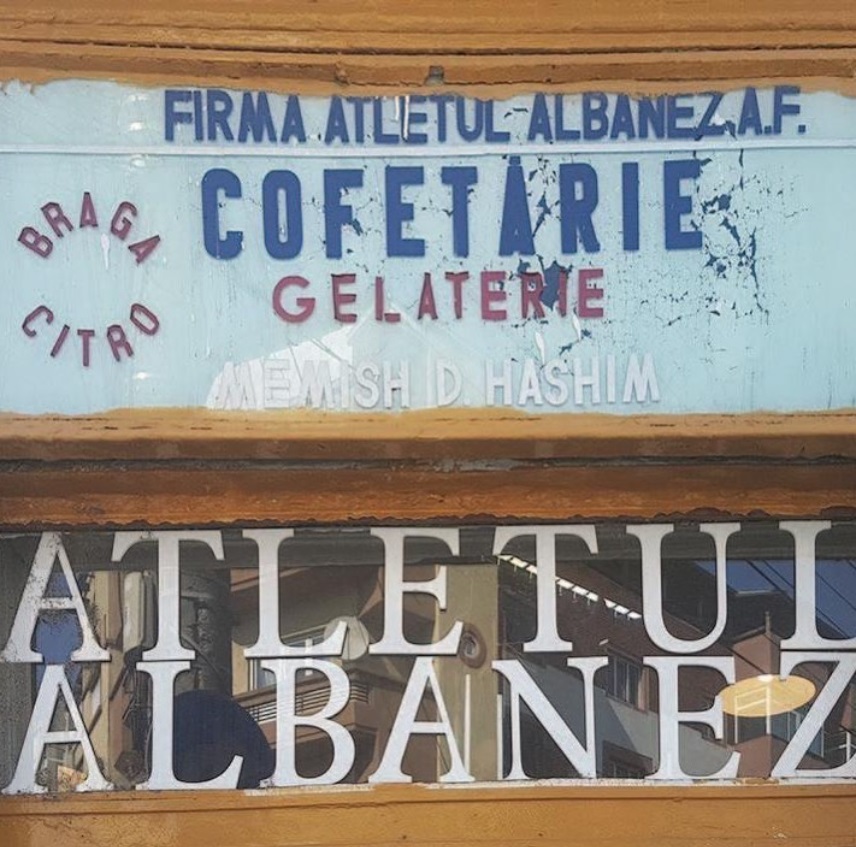 FIRMA ATLETUL ALBANEZ A.F.
COFETĂRIE
BRAGA
CITRO
GELATERIE
MEMISH D. HASHIM
ATLETUL
ALBANEZ